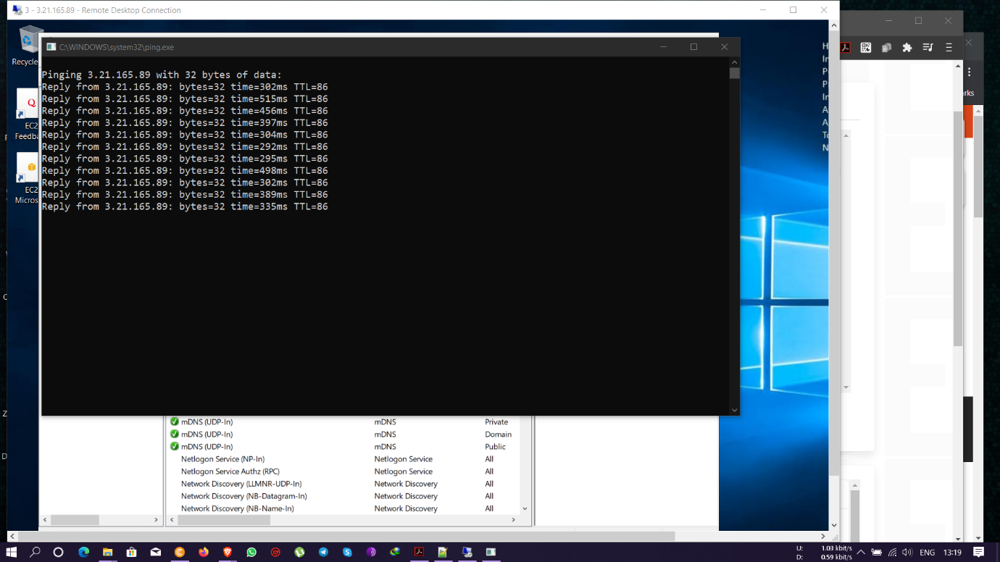 3 - 3.21.165.89 - Remote Desktop Connection
Recycle
C:\WINDOWS\system32\ping.exe
Pinging 3.21.165.89 with 32 bytes of data:
Reply from 3.21.165.89: bytes=32 time=302ms TTL=86
Reply from 3.21.165.89: bytes=32 time=515ms TTL=86
Reply from 3.21.165.89: bytes=32 time=456ms TTL=86
Reply from 3.21.165.89: bytes=32 time=397ms TTL=86
Reply from 3.21.165.89: bytes=32 time=304ms TTL=86
Reply from 3.21.165.89: bytes=32 time=292ms TTL=86
Reply from 3.21.165.89: bytes=32 time=295ms TTL=86
Reply from 3.21.165.89: bytes=32 time=498ms TTL=86
Reply from 3.21.165.89: bytes=32 time=302ms TTL=86
Reply from 3.21.165.89: bytes=32 time=389ms TTL=86
Reply from 3.21.165.89: bytes=32 time=335ms TTL=86
EC2
Feedba
EC2
Micros
rks
mDNS (UDP-In) mDNS Private
mDNS (UDP-In) mDNS Domain
mDNS (UDP-In) mDNS Public
Netlogon Service (NP-In) Netlogon Service All
Netlogon Service Authz (RPC) Netlogon Service All
Network Discovery (LLMNR-UDP-In) Network Discovery All
Network Discovery (NB-Datagram-In) Network Discovery All
Network Discovery (NB-Name-In) Network Discovery All
U: 1.03 kbit/s
D: 0.59 kbit/s
ENG 13:19